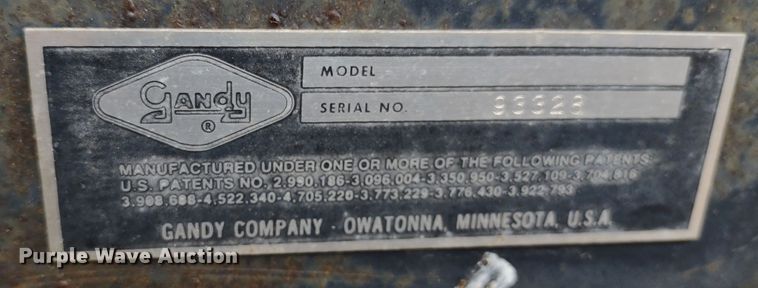 Gandy
®
MODEL
SERIAL NO. 93328
MANUFACTURED UNDER ONE OR MORE OF THE FOLLOWING PATENTS:
U.S. PATENTS NO. 2,990,186-3,096,004-3,350,950-3,527,109-3,704,816
3,908,686-4,522,340-4,705,220-3,773,229-3,776,430-3,922,793
GANDY COMPANY · OWATONNA, MINNESOTA, U.S.A.
Purple Wave Auction